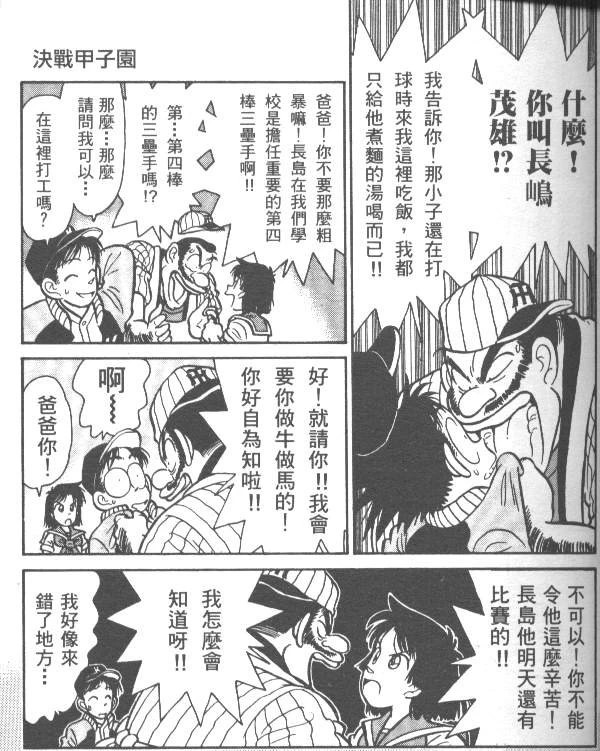 決戰甲子園
什麼！
你叫長嶋
茂雄!?
我告訴你！那小子還在打
球時來我這裡吃飯，我都
只給他煮麵的湯喝而已!!
爸爸！你不要那麼粗
暴嘛！長島在我們學
校是擔任重要的第四
棒三壘手啊!!
第…第四棒
的三壘手嗎!?
那麼…那麼
請問我可以…
在這裡打工嗎？
好！就請你!!我會
要你做牛做馬的！
你好自為知啦!!
啊～
爸爸你！
不可以！你不能
令他這麼辛苦！
長島他明天還有
比賽的!!
我怎麼會
知道呀!!
我好像來
錯了地方…